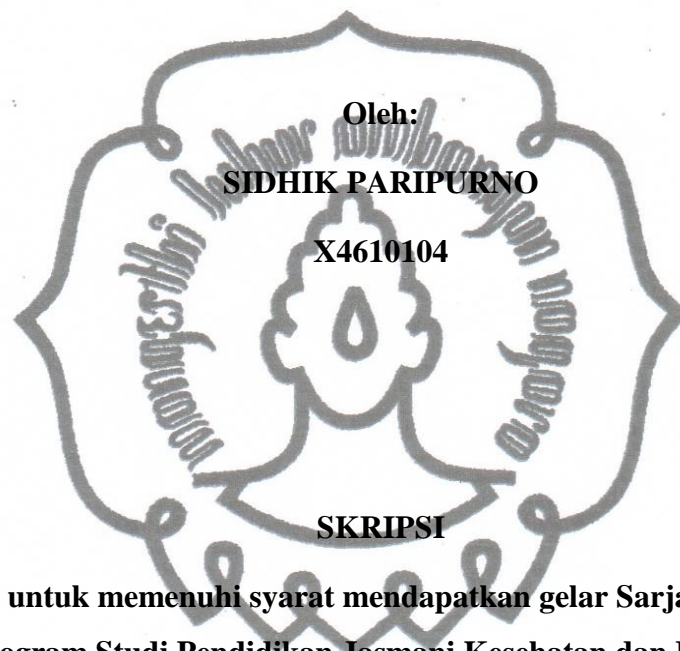 Oleh:
SIDHIK PARIPURNO
X4610104
SKRIPSI
untuk memenuhi syarat mendapatkan gelar Sarja
ogram Studi Pendidikan Jasmani Kesehatan dan